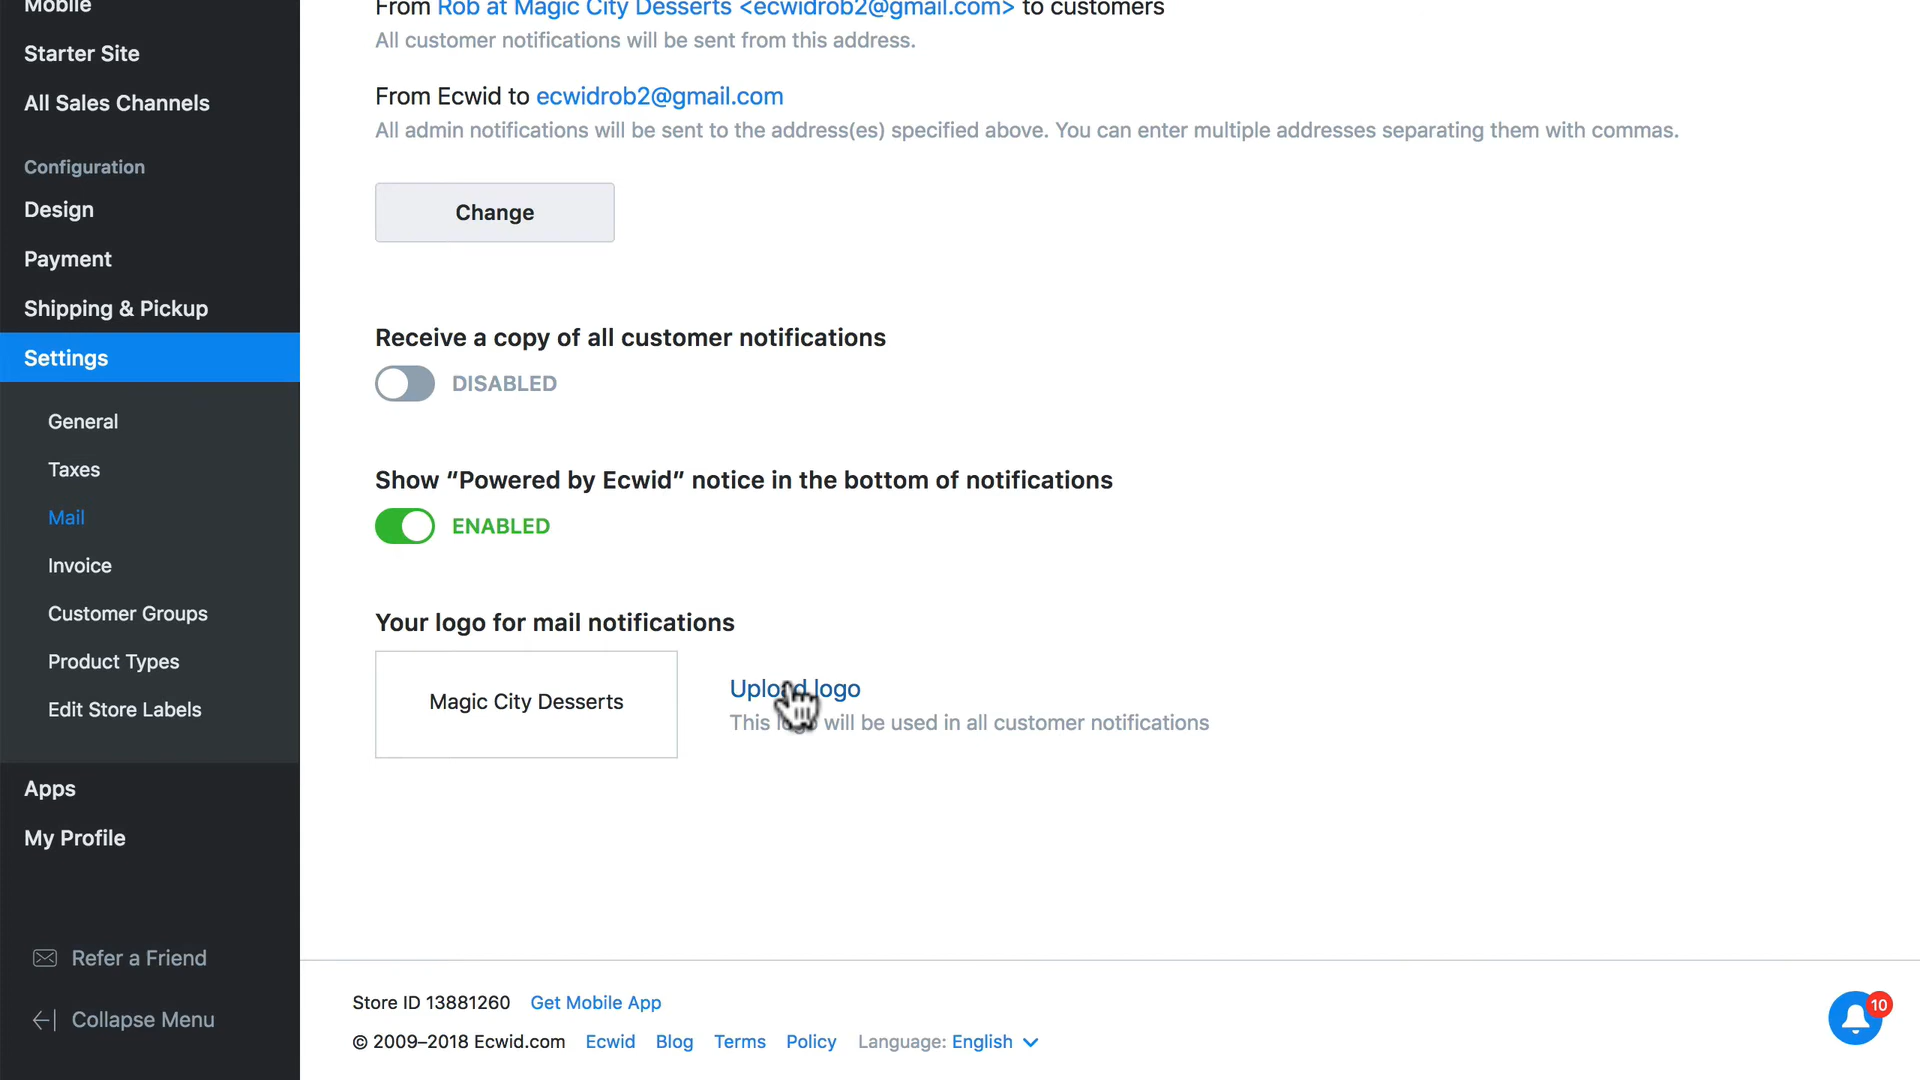 Mobile
Starter Site
All Sales Channels
Configuration
Design
Payment
Shipping & Pickup
Settings
General
Taxes
Mail
Invoice
Customer Groups
Product Types
Edit Store Labels
Apps
My Profile
Refer a Friend
Collapse Menu
From Rob at Magic City Desserts <ecwidrob2@gmail.com> to customers
All customer notifications will be sent from this address.
From Ecwid to ecwidrob2@gmail.com
All admin notifications will be sent to the address(es) specified above. You can enter multiple addresses separating them with commas.
Change
Receive a copy of all customer notifications
DISABLED
Show “Powered by Ecwid” notice in the bottom of notifications
ENABLED
Your logo for mail notifications
Magic City Desserts
Upload logo
This logo will be used in all customer notifications
Store ID 13881260 Get Mobile App
© 2009–2018 Ecwid.com Ecwid Blog Terms Policy Language: English
10